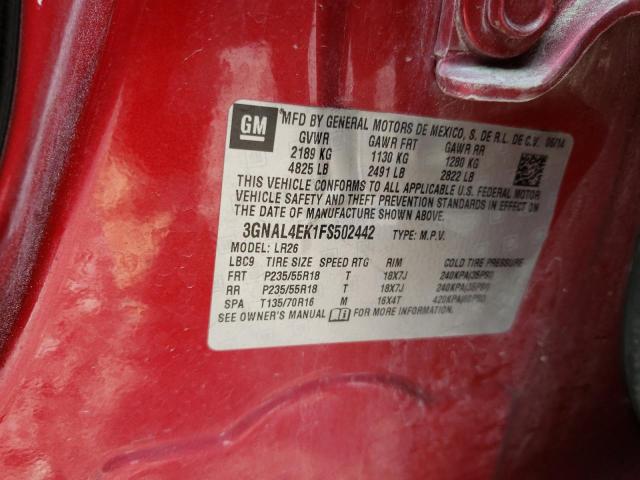 GM
MFD BY GENERAL MOTORS DE MEXICO, S. DE R.L. DE C.V. 06/14
GVWR GAWR FRT GAWR RR
2189 KG 1130 KG 1280 KG
4825 LB 2491 LB 2822 LB
THIS VEHICLE CONFORMS TO ALL APPLICABLE U.S. FEDERAL MOTOR
VEHICLE SAFETY AND THEFT PREVENTION STANDARDS IN EFFECT ON
THE DATE OF MANUFACTURE SHOWN ABOVE.
3GNAL4EK1FS502442 TYPE: M.P.V.
MODEL: LR26
LBC9 TIRE SIZE SPEED RTG RIM COLD TIRE PRESSURE
FRT P235/55R18 T 18X7J 240KPA(35PSI)
RR P235/55R18 T 18X7J 240KPA(35PSI)
SPA T135/70R16 M 16X4T 420KPA(60PSI)
SEE OWNER'S MANUAL FOR MORE INFORMATION.